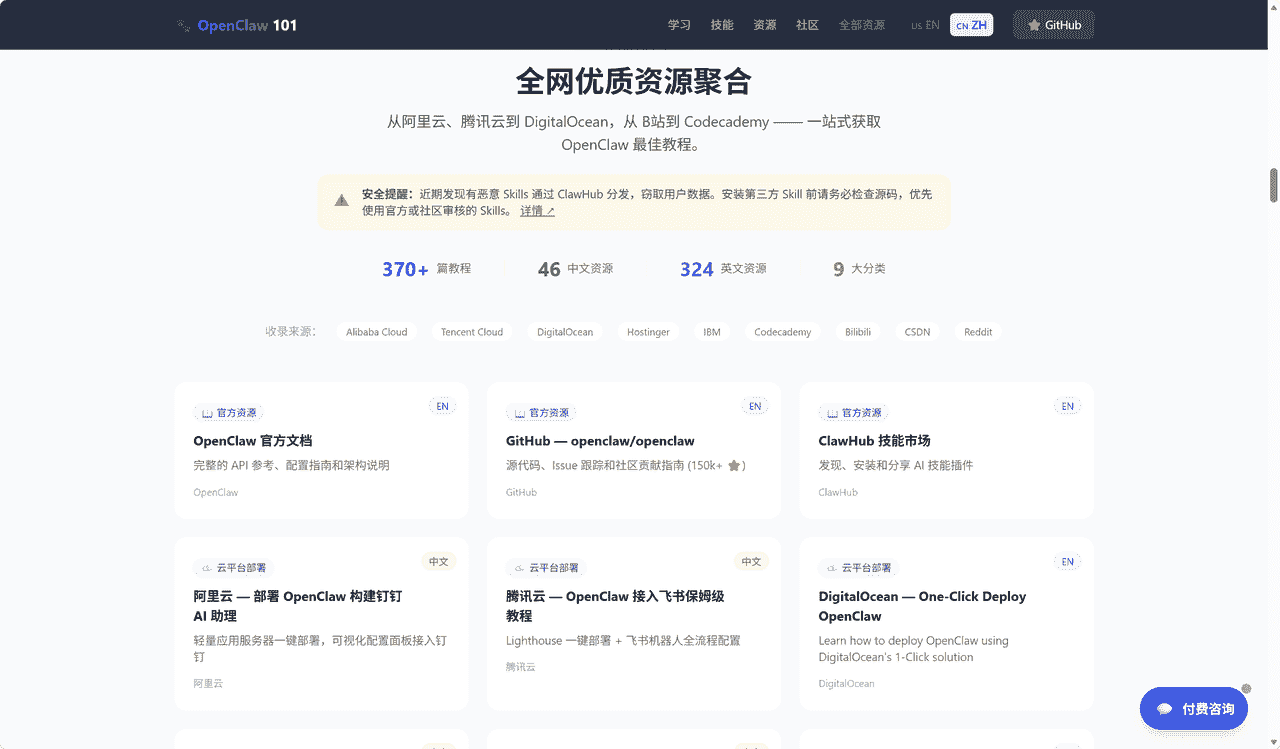 OpenClaw 101
学习 技能 资源 社区 全部资源 US EN CN ZH GitHub
全网优质资源聚合
从阿里云、腾讯云到 DigitalOcean，从 B站到 Codecademy —— 一站式获取
OpenClaw 最佳教程。
安全提醒：近期发现有恶意 Skills 通过 ClawHub 分发，窃取用户数据。安装第三方 Skill 前请务必检查源码，优先
使用官方或社区审核的 Skills。 详情 ↗
370+ 篇教程 46 中文资源 324 英文资源 9 大分类
收录来源： Alibaba Cloud Tencent Cloud DigitalOcean Hostinger IBM Codecademy Bilibili CSDN Reddit
官方资源 EN
OpenClaw 官方文档
完整的 API 参考、配置指南和架构说明
OpenClaw
官方资源 EN
GitHub — openclaw/openclaw
源代码、Issue 跟踪和社区贡献指南 (150k+ ⭐)
GitHub
官方资源 EN
ClawHub 技能市场
发现、安装和分享 AI 技能插件
ClawHub
云平台部署 中文
阿里云 — 部署 OpenClaw 构建钉钉
AI 助理
轻量应用服务器一键部署，可视化配置面板接入钉
钉
阿里云
云平台部署 中文
腾讯云 — OpenClaw 接入飞书保姆级
教程
Lighthouse 一键部署 + 飞书机器人全流程配置
腾讯云
云平台部署 EN
DigitalOcean — One-Click Deploy
OpenClaw
Learn how to deploy OpenClaw using
DigitalOcean's 1-Click solution
DigitalOcean
付费咨询